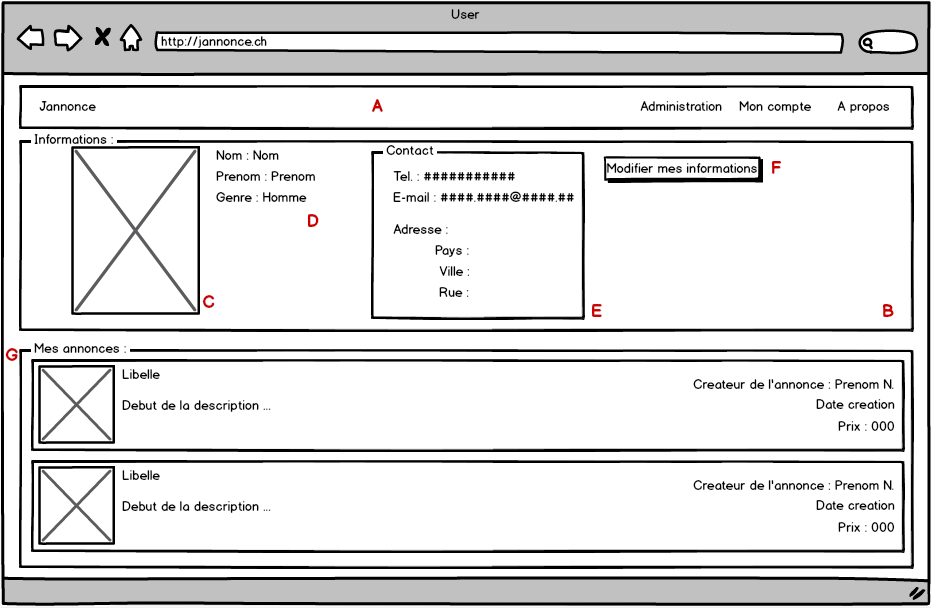 User
http://jannonce.ch
Jannonce
A
Administration Mon compte A propos
Informations :
Nom : Nom
Prenom : Prenom
Genre : Homme
D
C
Contact
Tel. : ###########
E-mail : ####.####@####.##
Adresse :
Pays :
Ville :
Rue :
E
Modifier mes informations
F
B
G
Mes annonces :
Libelle
Debut de la description ...
Createur de l'annonce : Prenom N.
Date creation
Prix : 000
Libelle
Debut de la description ...
Createur de l'annonce : Prenom N.
Date creation
Prix : 000